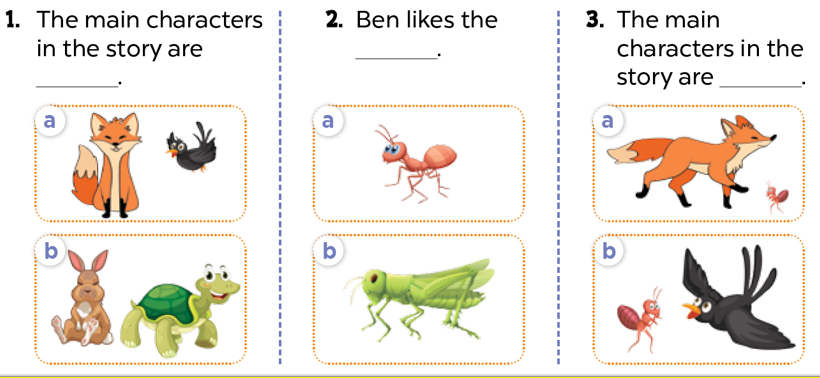 1. The main characters
in the story are
________.
a
b
2. Ben likes the
________.
a
b
3. The main
characters in the
story are ________.
a
b